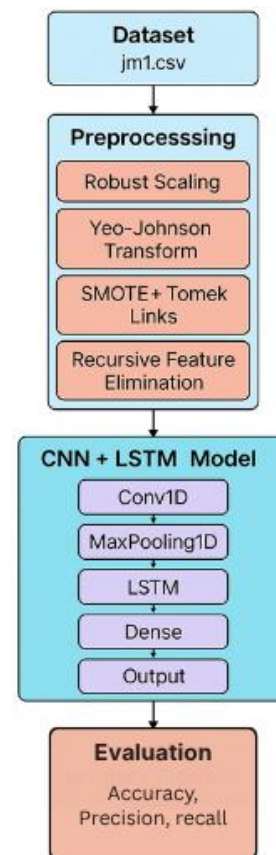 Dataset
jm1.csv
Preprocesssing
Robust Scaling
Yeo-Johnson
Transform
SMOTE+ Tomek
Links
Recursive Feature
Elimination
CNN + LSTM Model
Conv1D
MaxPooling1D
LSTM
Dense
Output
Evaluation
Accuracy,
Precision, recall